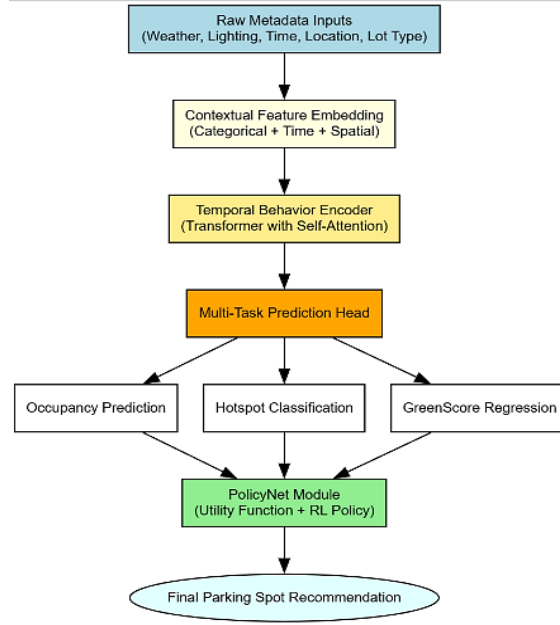 Raw Metadata Inputs
(Weather, Lighting, Time, Location, Lot Type)
Contextual Feature Embedding
(Categorical + Time + Spatial)
Temporal Behavior Encoder
(Transformer with Self-Attention)
Multi-Task Prediction Head
Occupancy Prediction
Hotspot Classification
GreenScore Regression
PolicyNet Module
(Utility Function + RL Policy)
Final Parking Spot Recommendation